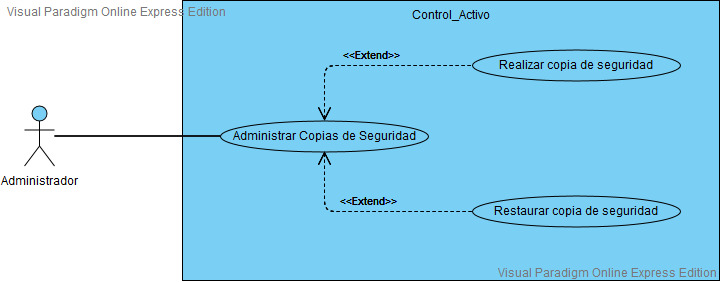 Visual Paradigm Online Express Edition
Control_Activo
<<Extend>>
Realizar copia de seguridad
Administrar Copias de Seguridad
Administrador
<<Extend>>
Restaurar copia de seguridad
Visual Paradigm Online Express Edition